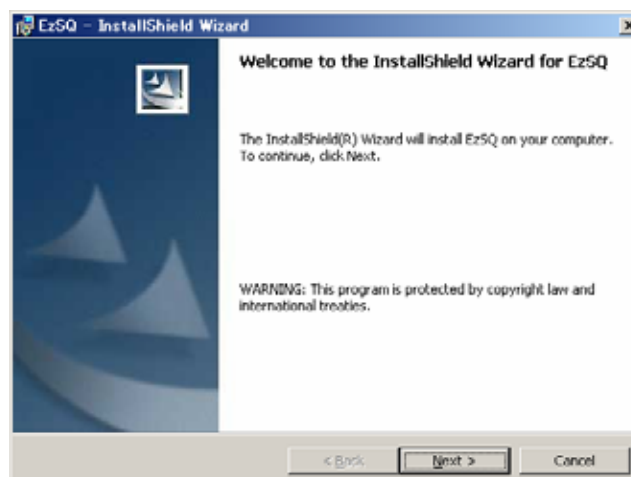 EzSQ - InstallShield Wizard
Welcome to the InstallShield Wizard for EzSQ
The InstallShield(R) Wizard will install EzSQ on your computer.
To continue, click Next.
WARNING: This program is protected by copyright law and
international treaties.
< Back
Next >
Cancel